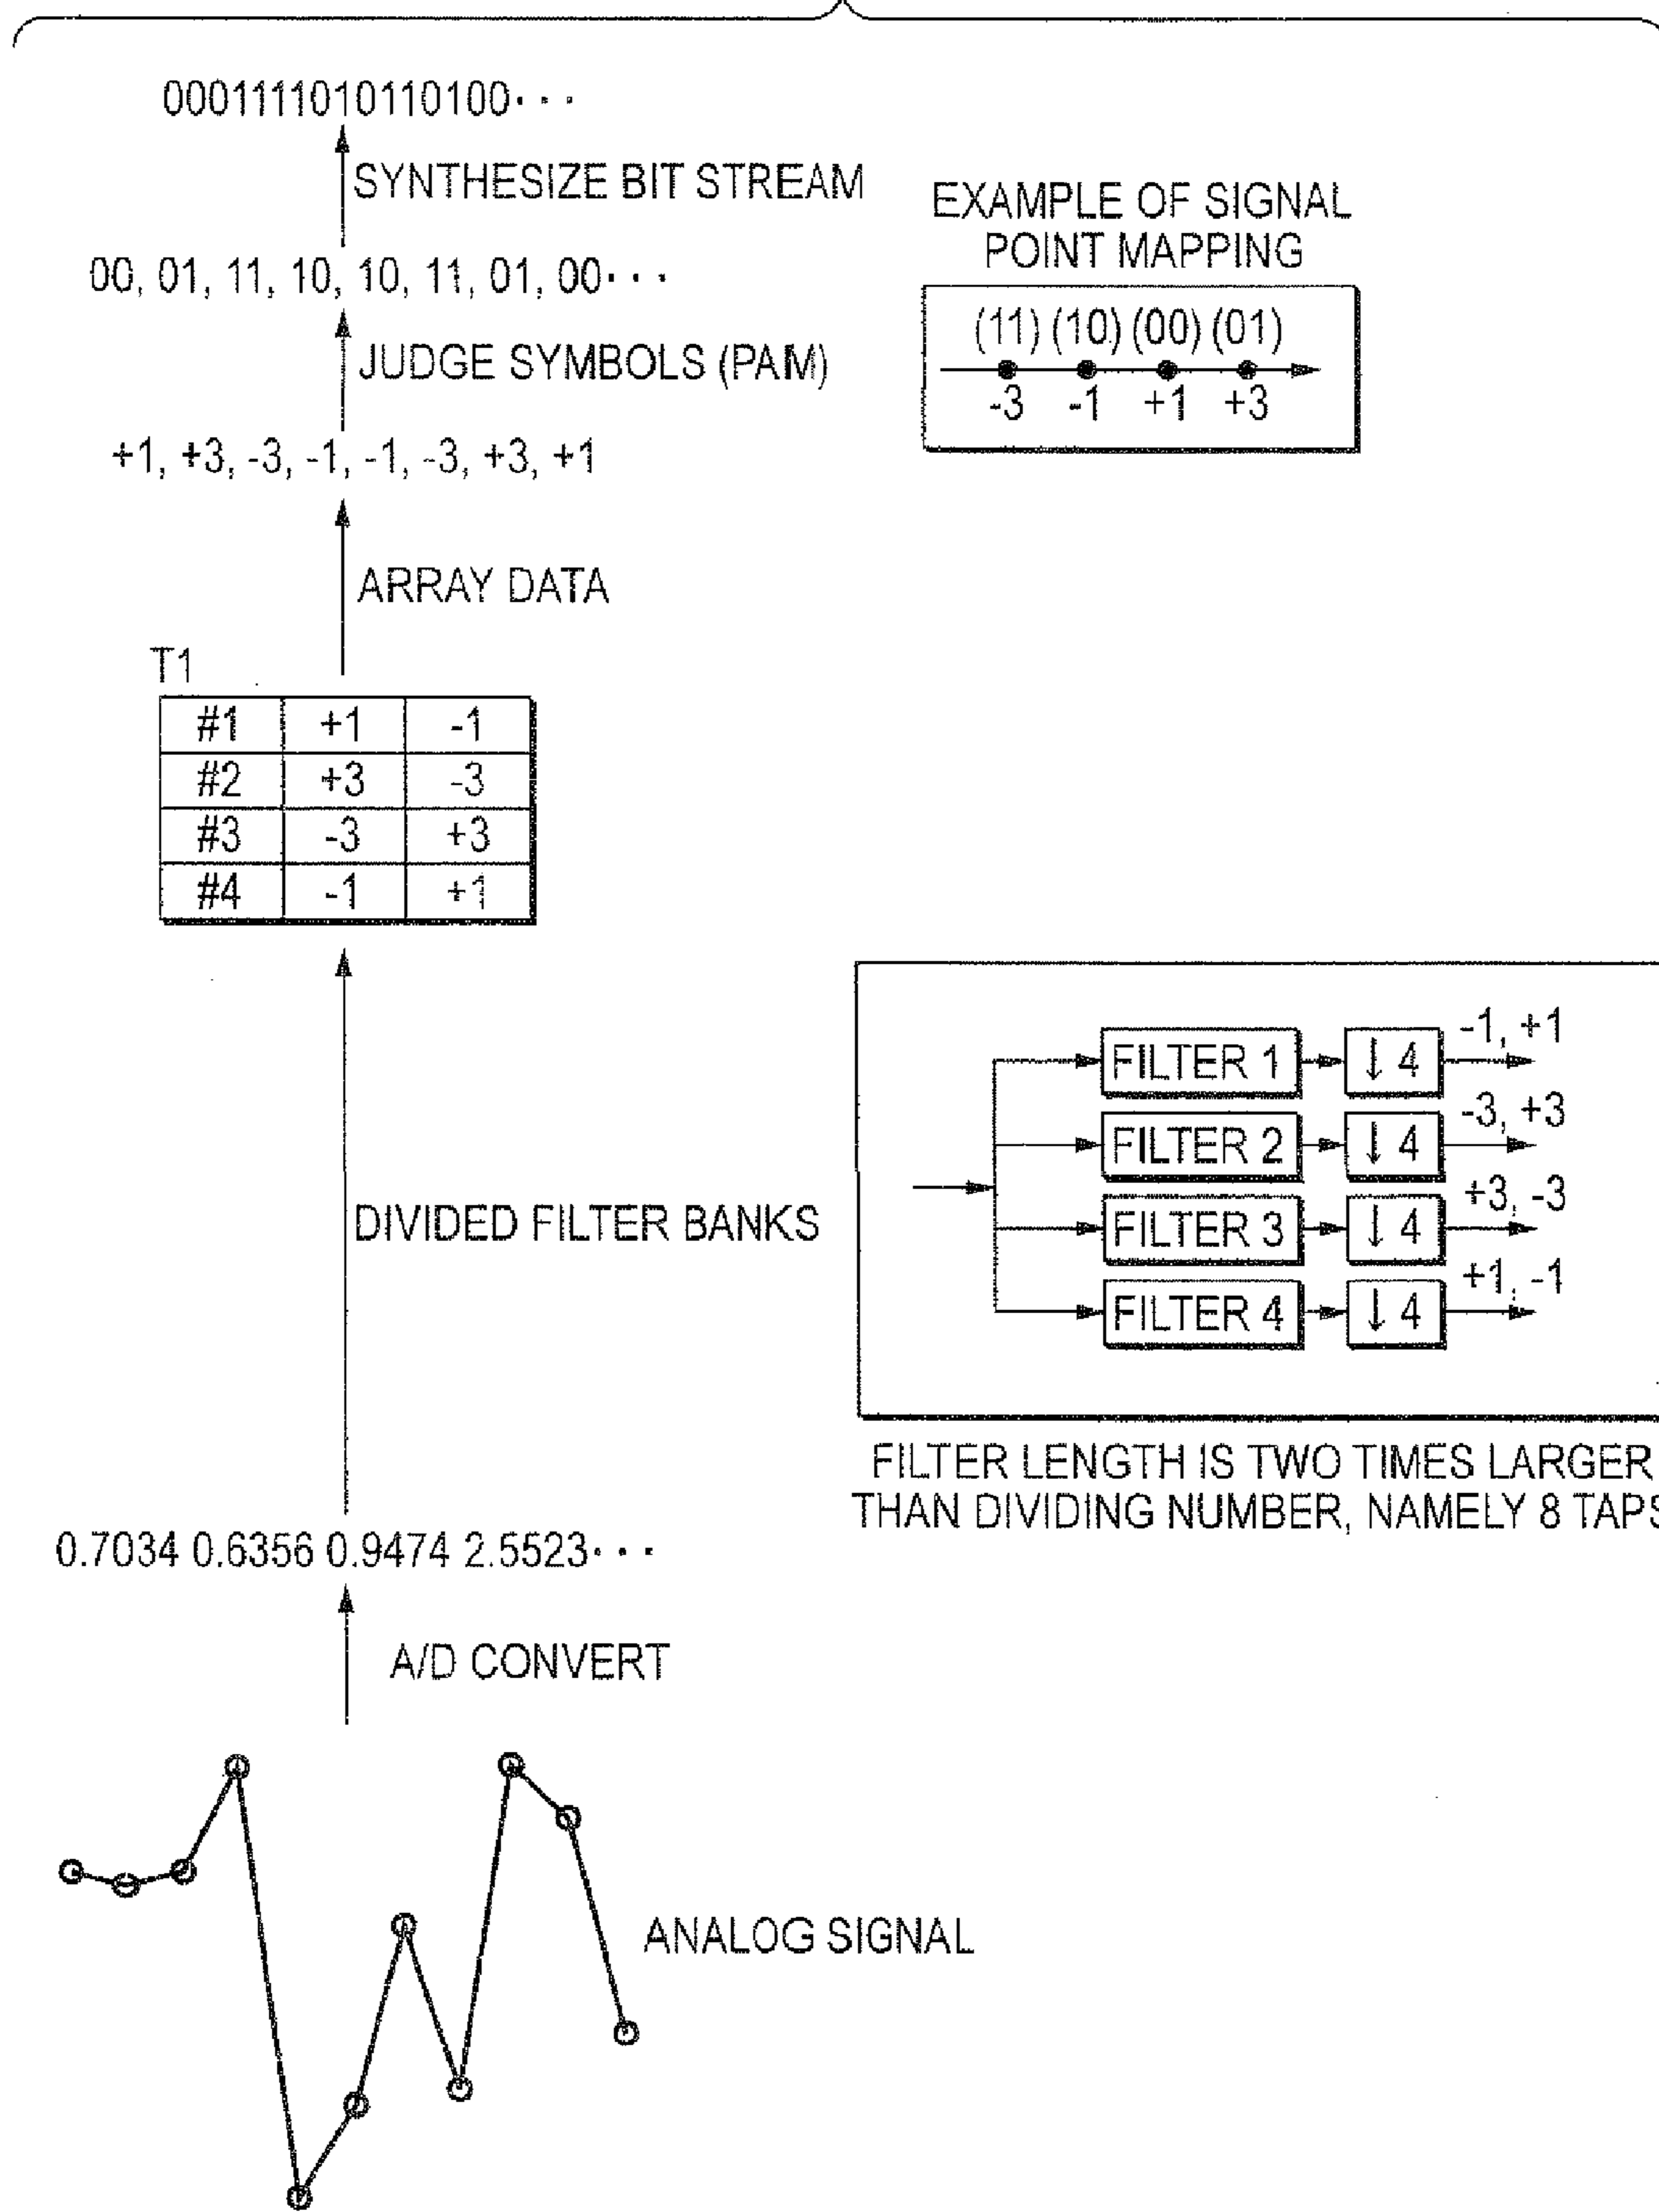 0001111010110100···
SYNTHESIZE BIT STREAM
00, 01, 11, 10, 10, 11, 01, 00···
JUDGE SYMBOLS (PAM)
+1, +3, -3, -1, -1, -3, +3, +1
ARRAY DATA
EXAMPLE OF SIGNAL
POINT MAPPING
(11) (10) (00) (01)
-3 -1 +1 +3
T1
#1 +1 -1
#2 +3 -3
#3 -3 +3
#4 -1 +1
DIVIDED FILTER BANKS
FILTER 1 ↓ 4 -1, +1
FILTER 2 ↓ 4 -3, +3
FILTER 3 ↓ 4 +3, -3
FILTER 4 ↓ 4 +1, -1
FILTER LENGTH IS TWO TIMES LARGER
THAN DIVIDING NUMBER, NAMELY 8 TAPS
0.7034 0.6356 0.9474 2.5523···
A/D CONVERT
ANALOG SIGNAL